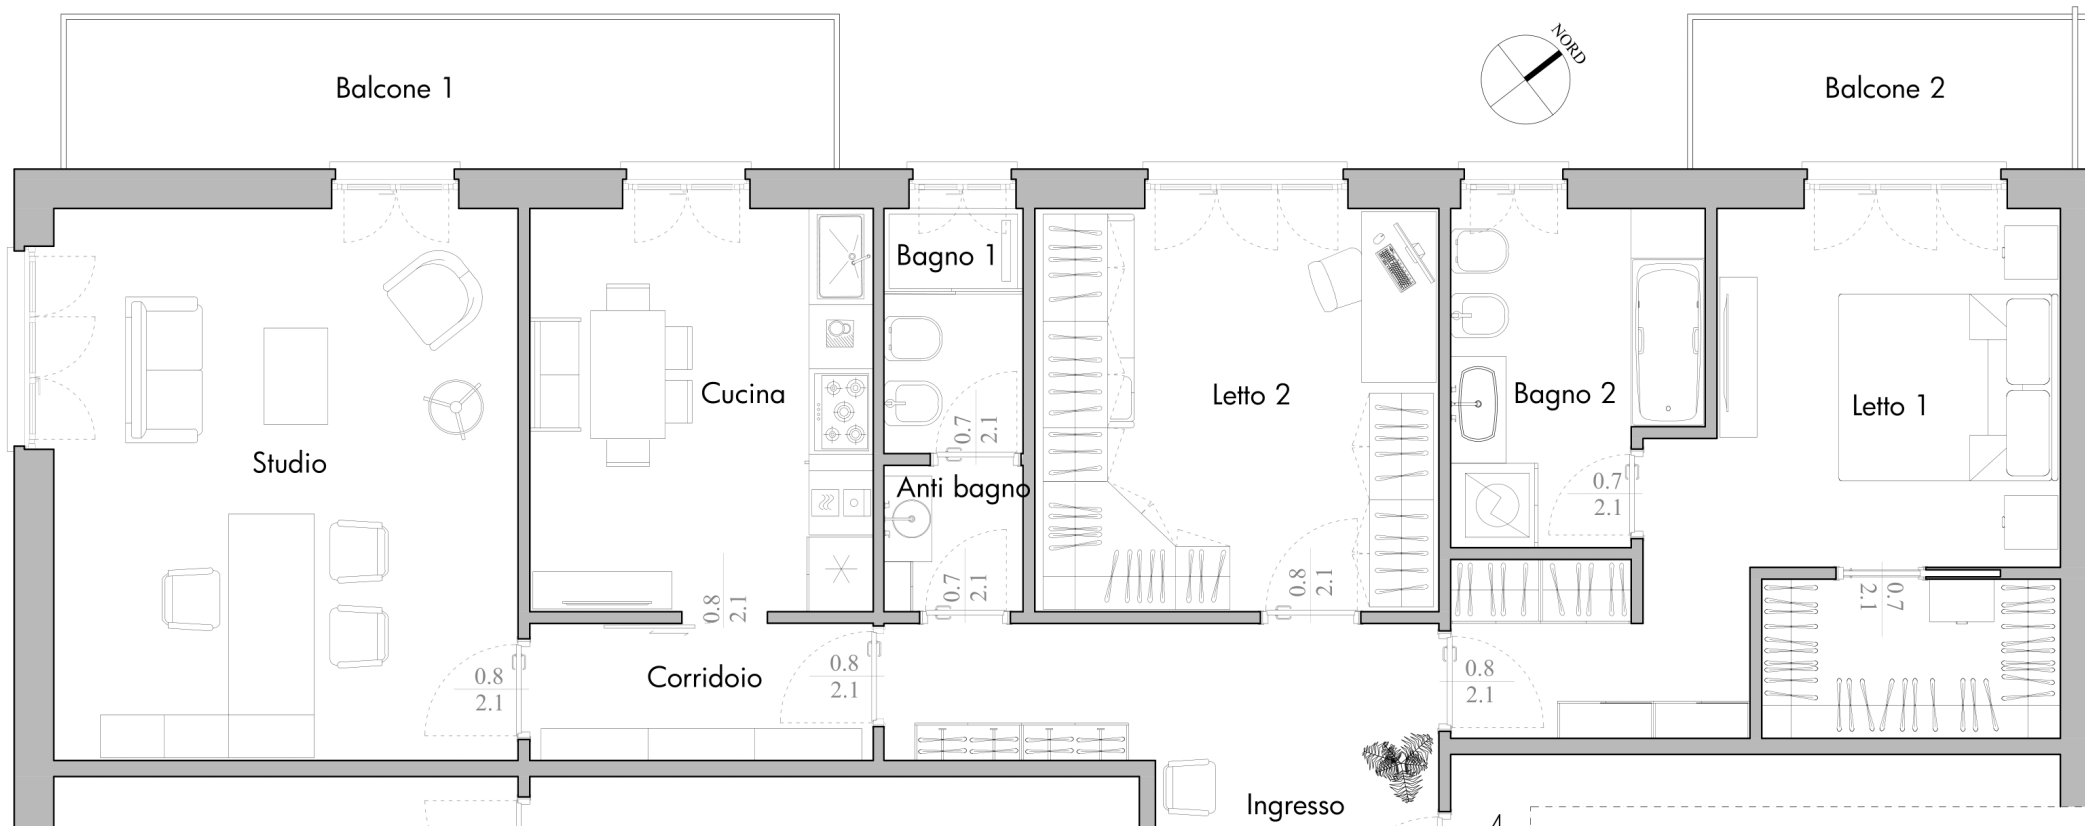 NORD
Balcone 1
Balcone 2
Bagno 1
Cucina
Letto 2
Bagno 2
Letto 1
Studio
0.7
2.1
Anti bagno
0.7
2.1
0.7
2.1
0.8
2.1
0.8
2.1
0.7
2.1
Corridoio
0.8
2.1
0.8
2.1
0.8
2.1
Ingresso
4